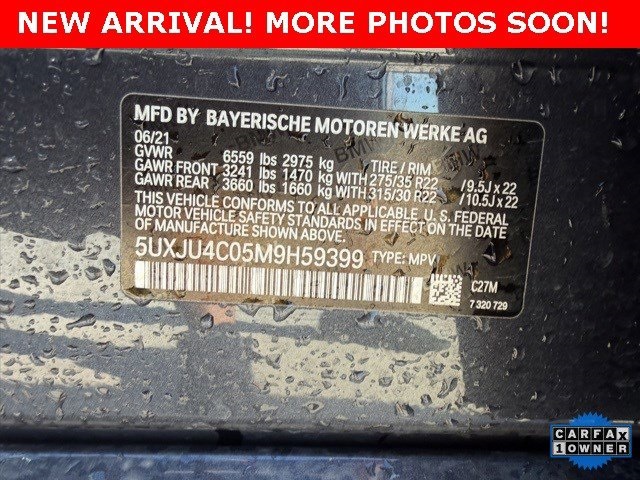 NEW ARRIVAL! MORE PHOTOS SOON!
MFD BY BAYERISCHE MOTOREN WERKE AG
06/21
GVWR 6559 lbs 2975 kg TIRE / RIM
GAWR FRONT 3241 lbs 1470 kg WITH 275/35 R22 / 9.5J x 22
GAWR REAR 3660 lbs 1660 kg WITH 315/30 R22 / 10.5J x 22
THIS VEHICLE CONFORMS TO ALL APPLICABLE U. S. FEDERAL
MOTOR VEHICLE SAFETY STANDARDS IN EFFECT ON THE DATE
OF MANUFACTURE SHOWN ABOVE.
5UXJU4C05M9H59399 TYPE: MPV
C27M
7 320 729
CARFAX
1 OWNER